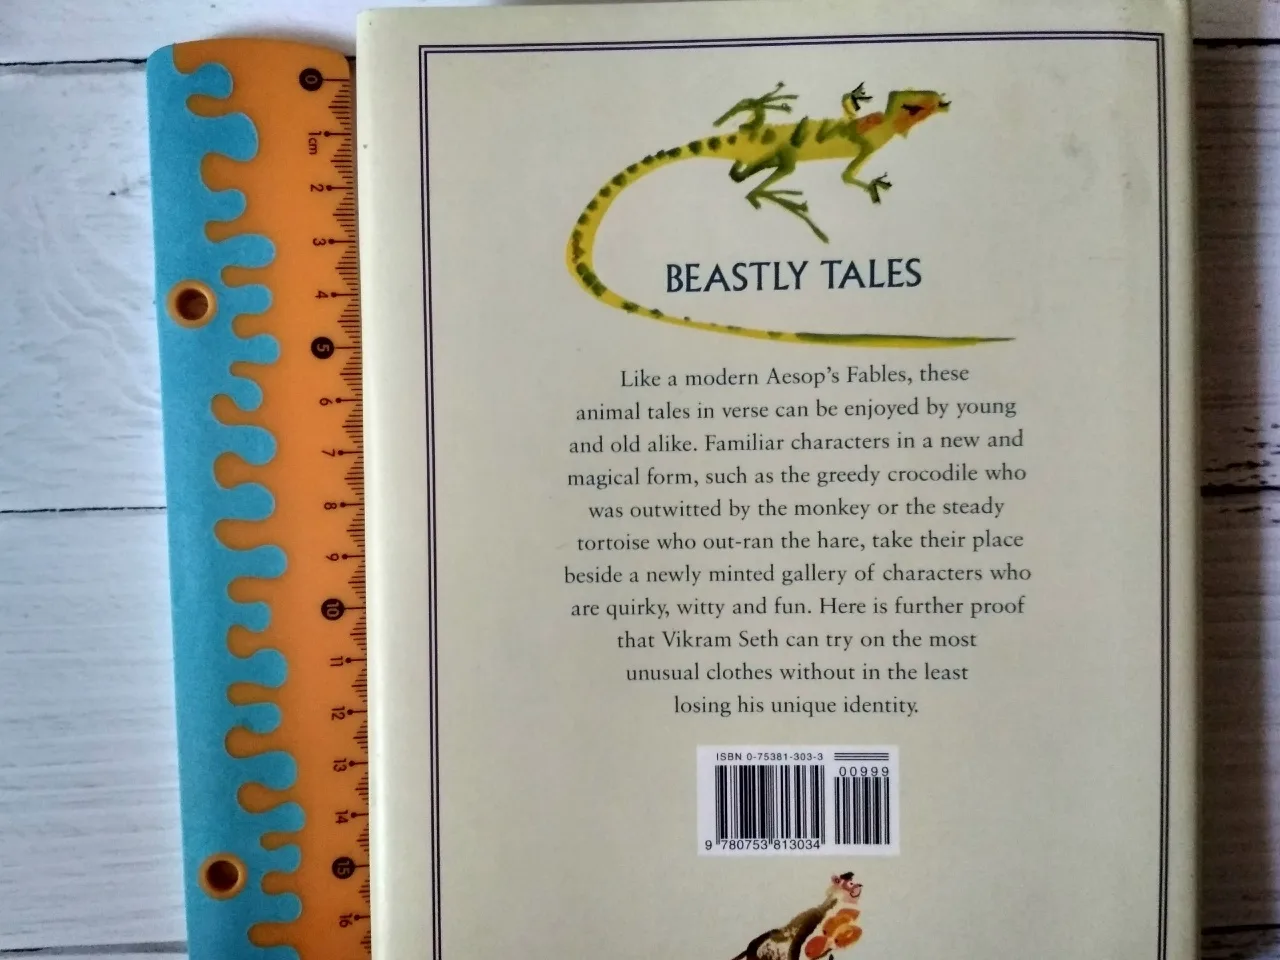 0
1cm
2
3
4
5
6
7
8
9
10
11
12
13
14
15
16
BEASTLY TALES
Like a modern Aesop's Fables, these
animal tales in verse can be enjoyed by young
and old alike. Familiar characters in a new and
magical form, such as the greedy crocodile who
was outwitted by the monkey or the steady
tortoise who out-ran the hare, take their place
beside a newly minted gallery of characters who
are quirky, witty and fun. Here is further proof
that Vikram Seth can try on the most
unusual clothes without in the least
losing his unique identity.
ISBN 0-75381-303-3
00999
9 780753 813034